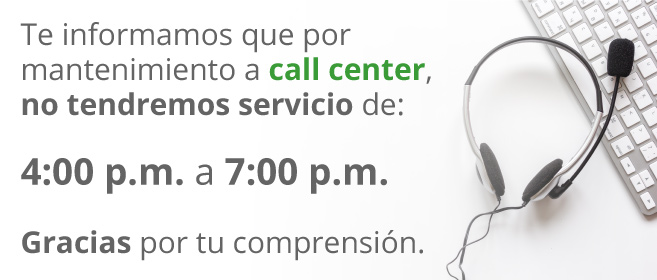 Te informamos que por
mantenimiento a call center,
no tendremos servicio de:
4:00 p.m. a 7:00 p.m.
Gracias por tu comprensión.